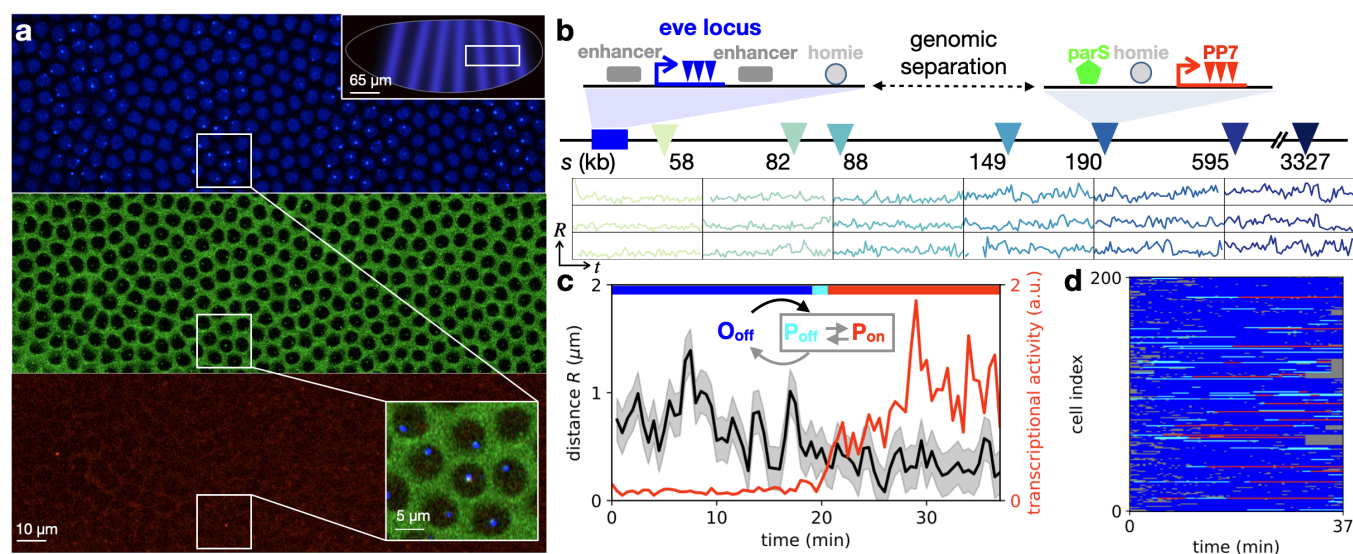 a
65 µm
10 µm
5 µm
b
eve locus
enhancer
enhancer
homie
genomic
separation
parS
homie
PP7
s (kb)
58
82
88
149
190
595
3327
R
t
c
2
1
0
distance R (µm)
O off
P off
P on
2
0
transcriptional activity (a.u.)
0
10
20
30
time (min)
d
200
0
cell index
0
37
time (min)